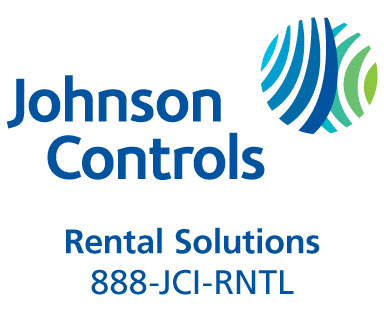 Johnson
Controls
Rental Solutions
888-JCI-RNTL